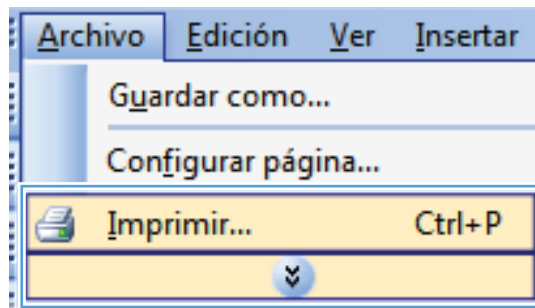 Archivo Edición Ver Insertar
Guardar como...
Configurar página...
Imprimir... Ctrl+P